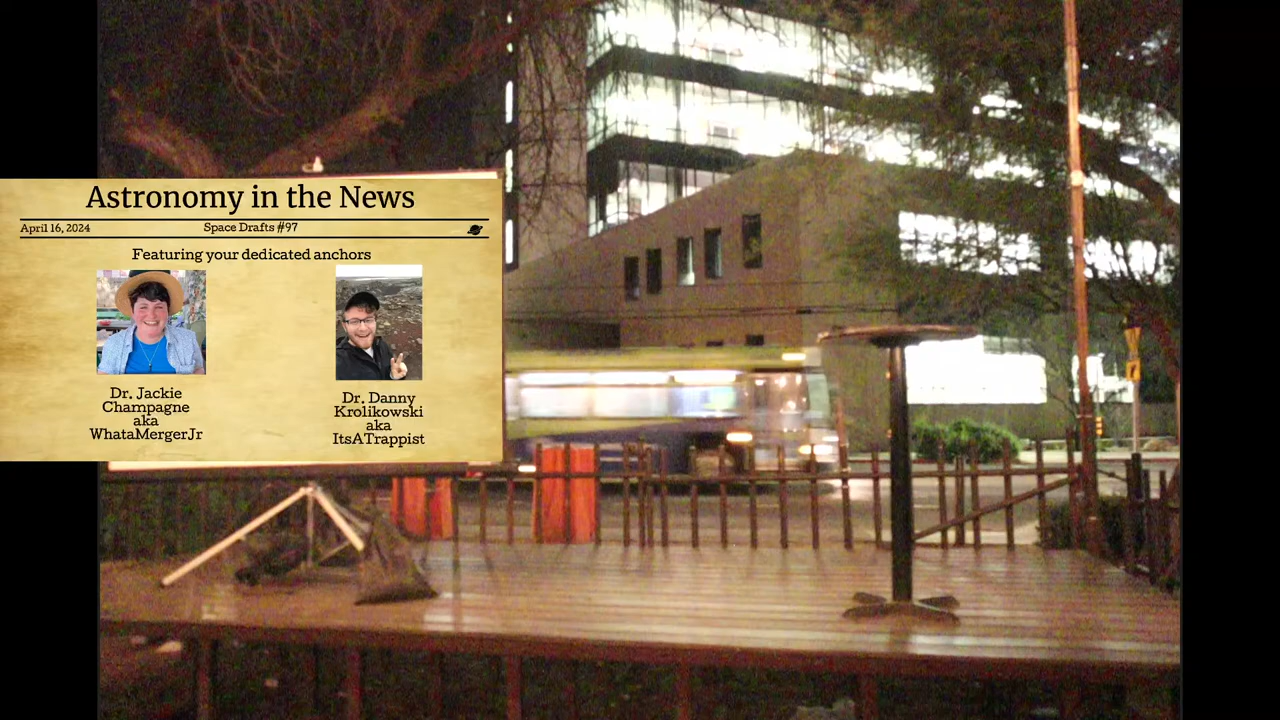 Astronomy in the News
April 16, 2024
Space Drafts #97
Featuring your dedicated anchors
Dr. Jackie
Champagne
aka
WhataMergerJr
Dr. Danny
Krolikowski
aka
ItsATrappist